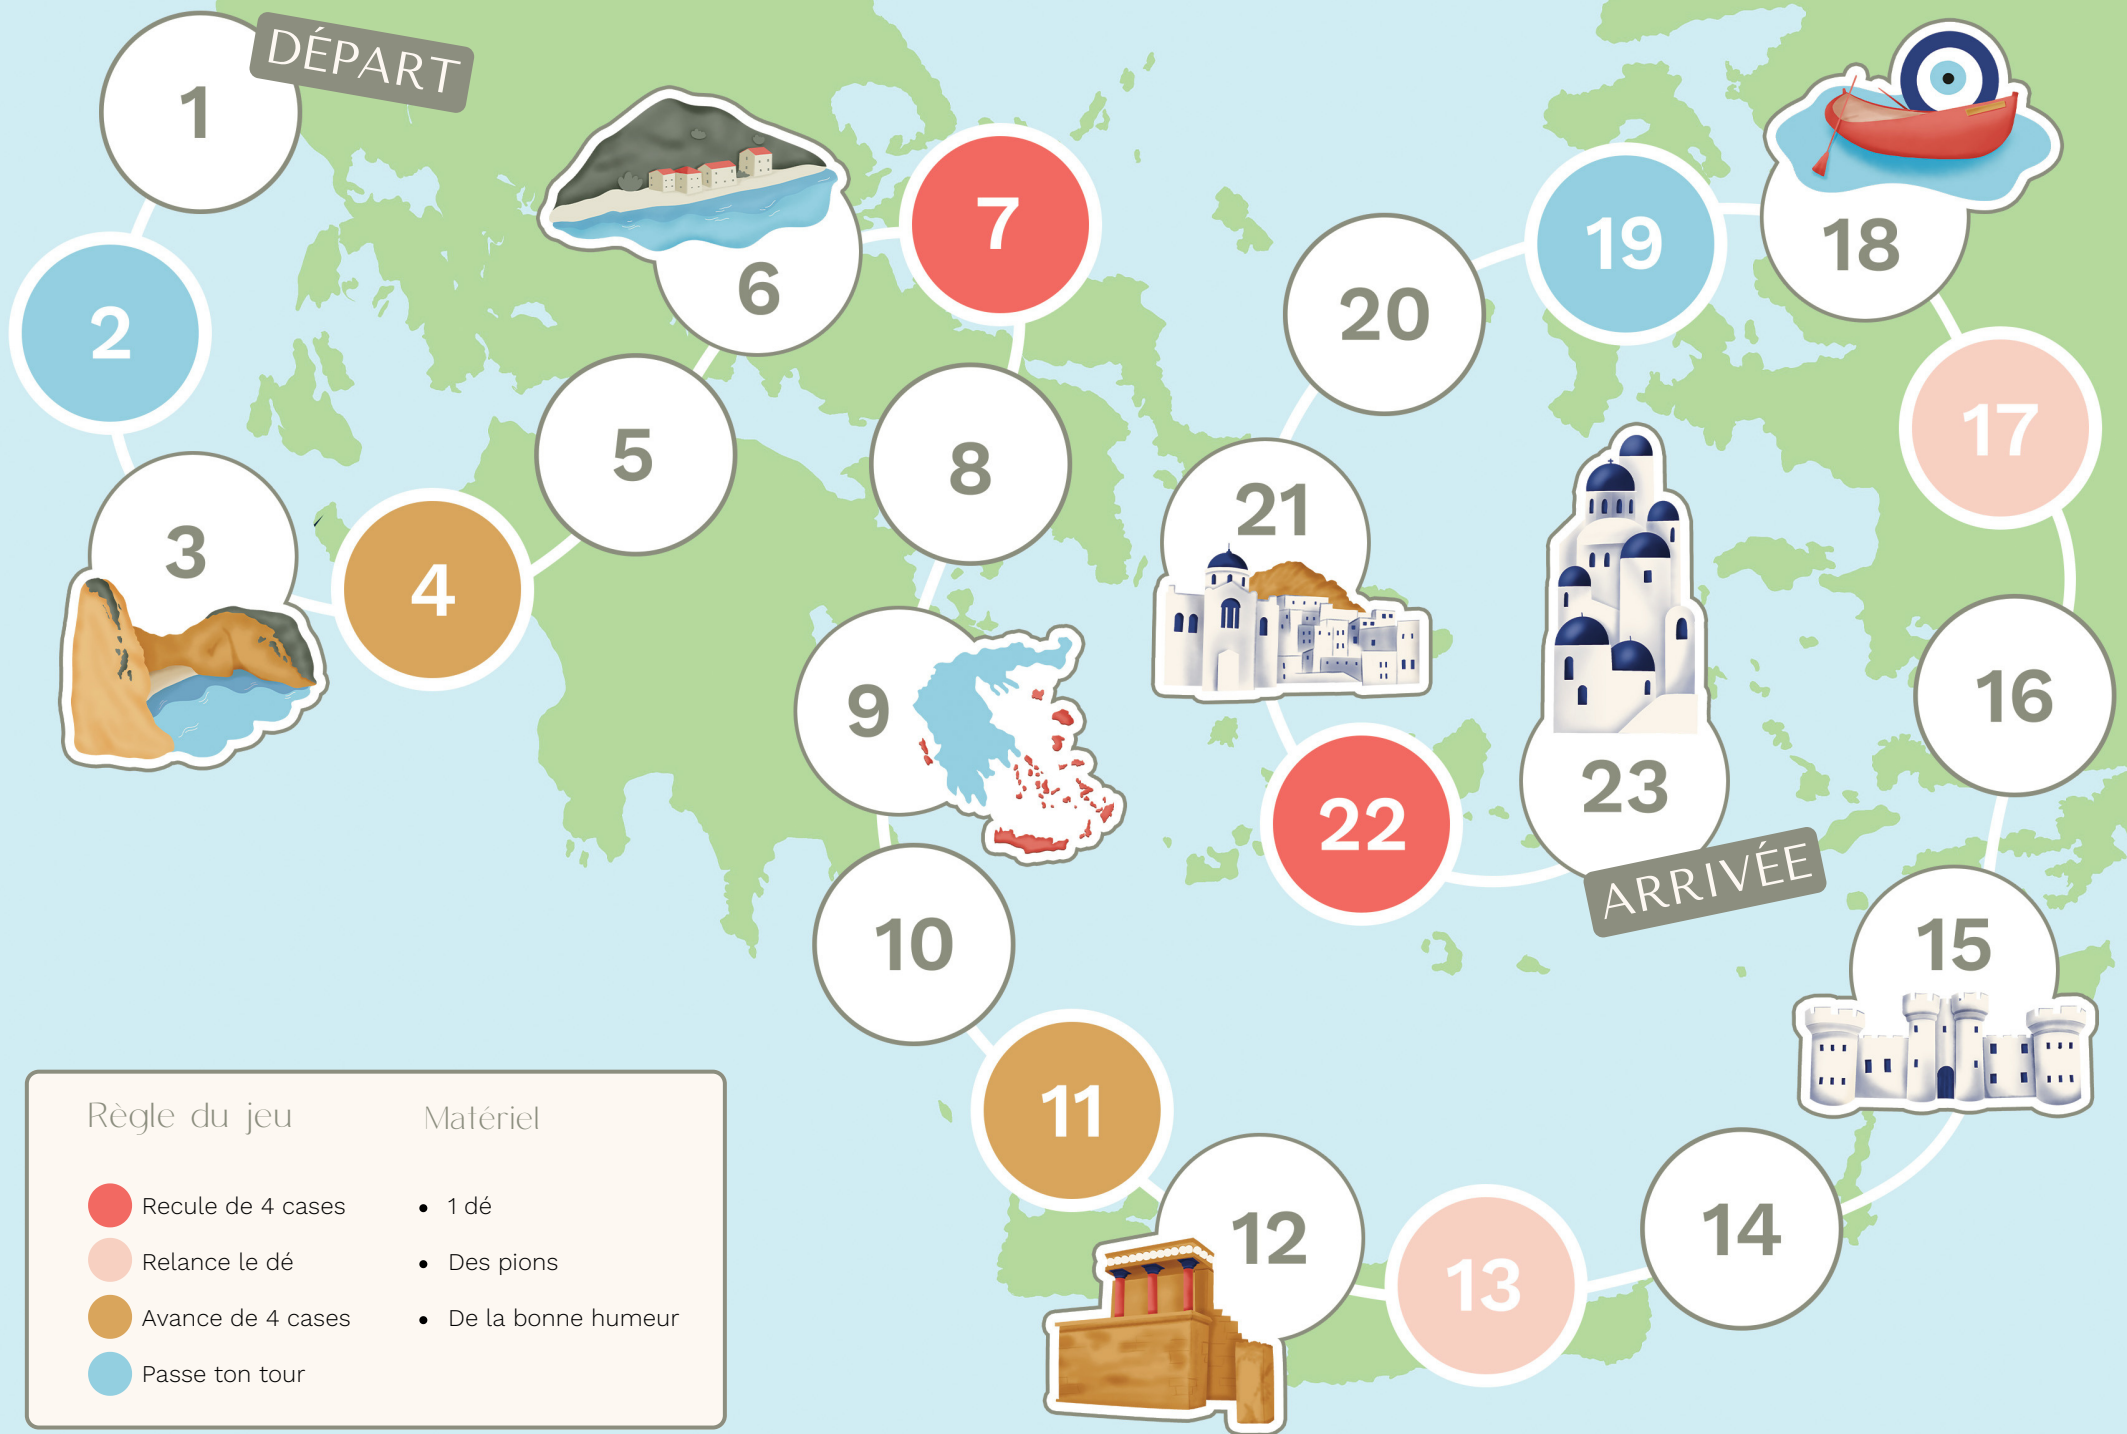 1
DÉPART
2
3
4
5
6
7
8
9
10
11
12
13
14
15
16
17
18
19
20
21
22
23
ARRIVÉE
Règle du jeu
Recule de 4 cases
Relance le dé
Avance de 4 cases
Passe ton tour
Matériel
• 1 dé
• Des pions
• De la bonne humeur